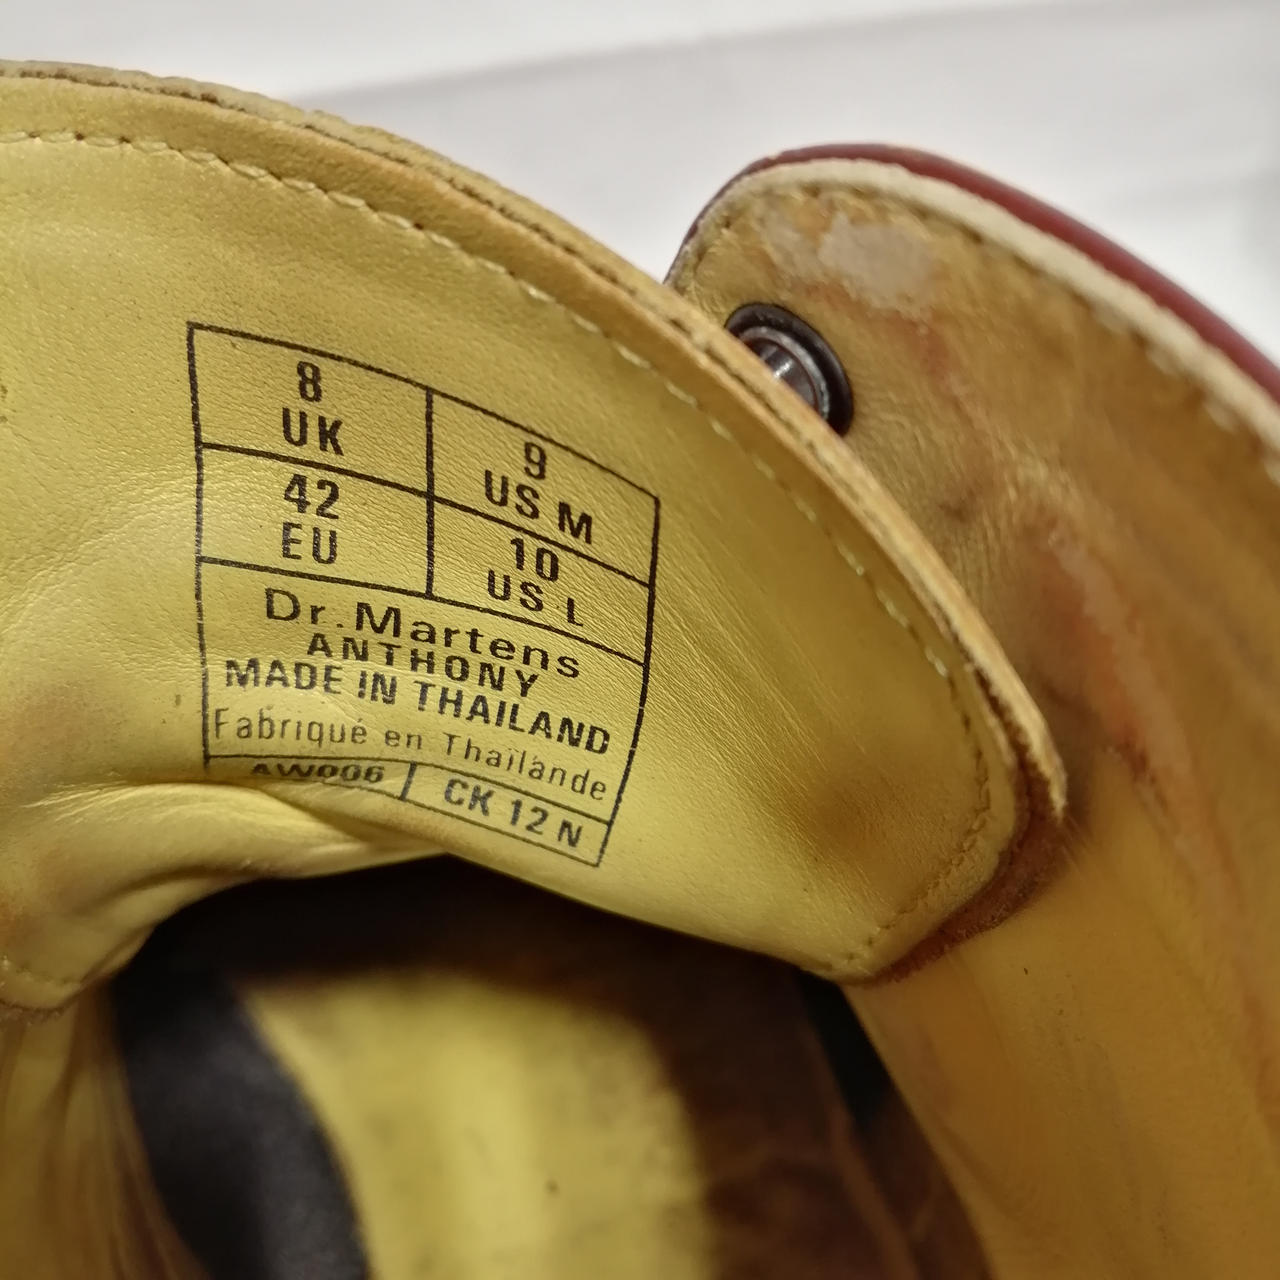 8
UK
9
US M
42
EU
10
US L
Dr. Martens
ANTHONY
MADE IN THAILAND
Fabriqué en Thaïlande
AW006
CK 12 N